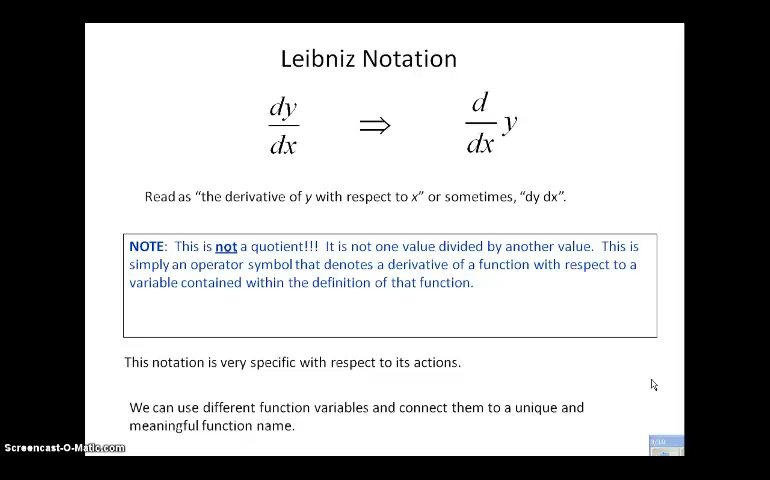 Leibniz Notation
dy/dx ⇒ d/dx y
Read as “the derivative of y with respect to x” or sometimes, “dy dx”.
NOTE: This is not a quotient!!! It is not one value divided by another value. This is
simply an operator symbol that denotes a derivative of a function with respect to a
variable contained within the definition of that function.
This notation is very specific with respect to its actions.
We can use different function variables and connect them to a unique and
meaningful function name.
Screencast-O-Matic.com